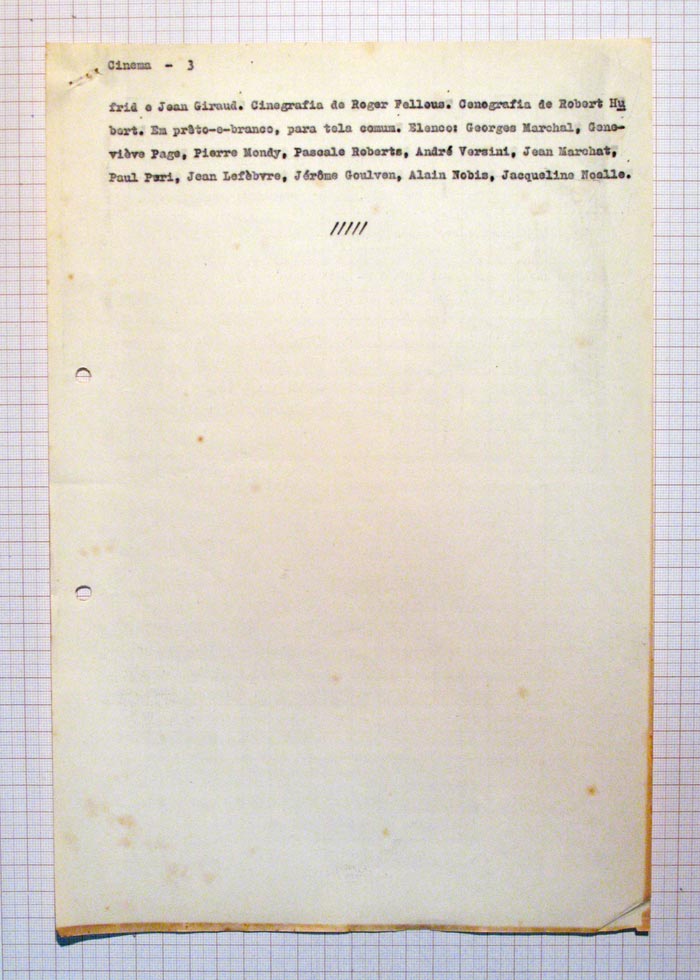 Cinema - 3
frid e Jean Giraud. Cinegrafia de Roger Fellous. Cenografia de Robert Hu
bert. Em prêto-e-branco, para tela comum. Elenco: Georges Marchal, Gene-
viève Page, Pierre Mondy, Pascale Roberts, André Versini, Jean Marchat,
Paul Puri, Jean Lefèbvre, Jérôme Goulven, Alain Nobis, Jacqueline Noelle.
/////